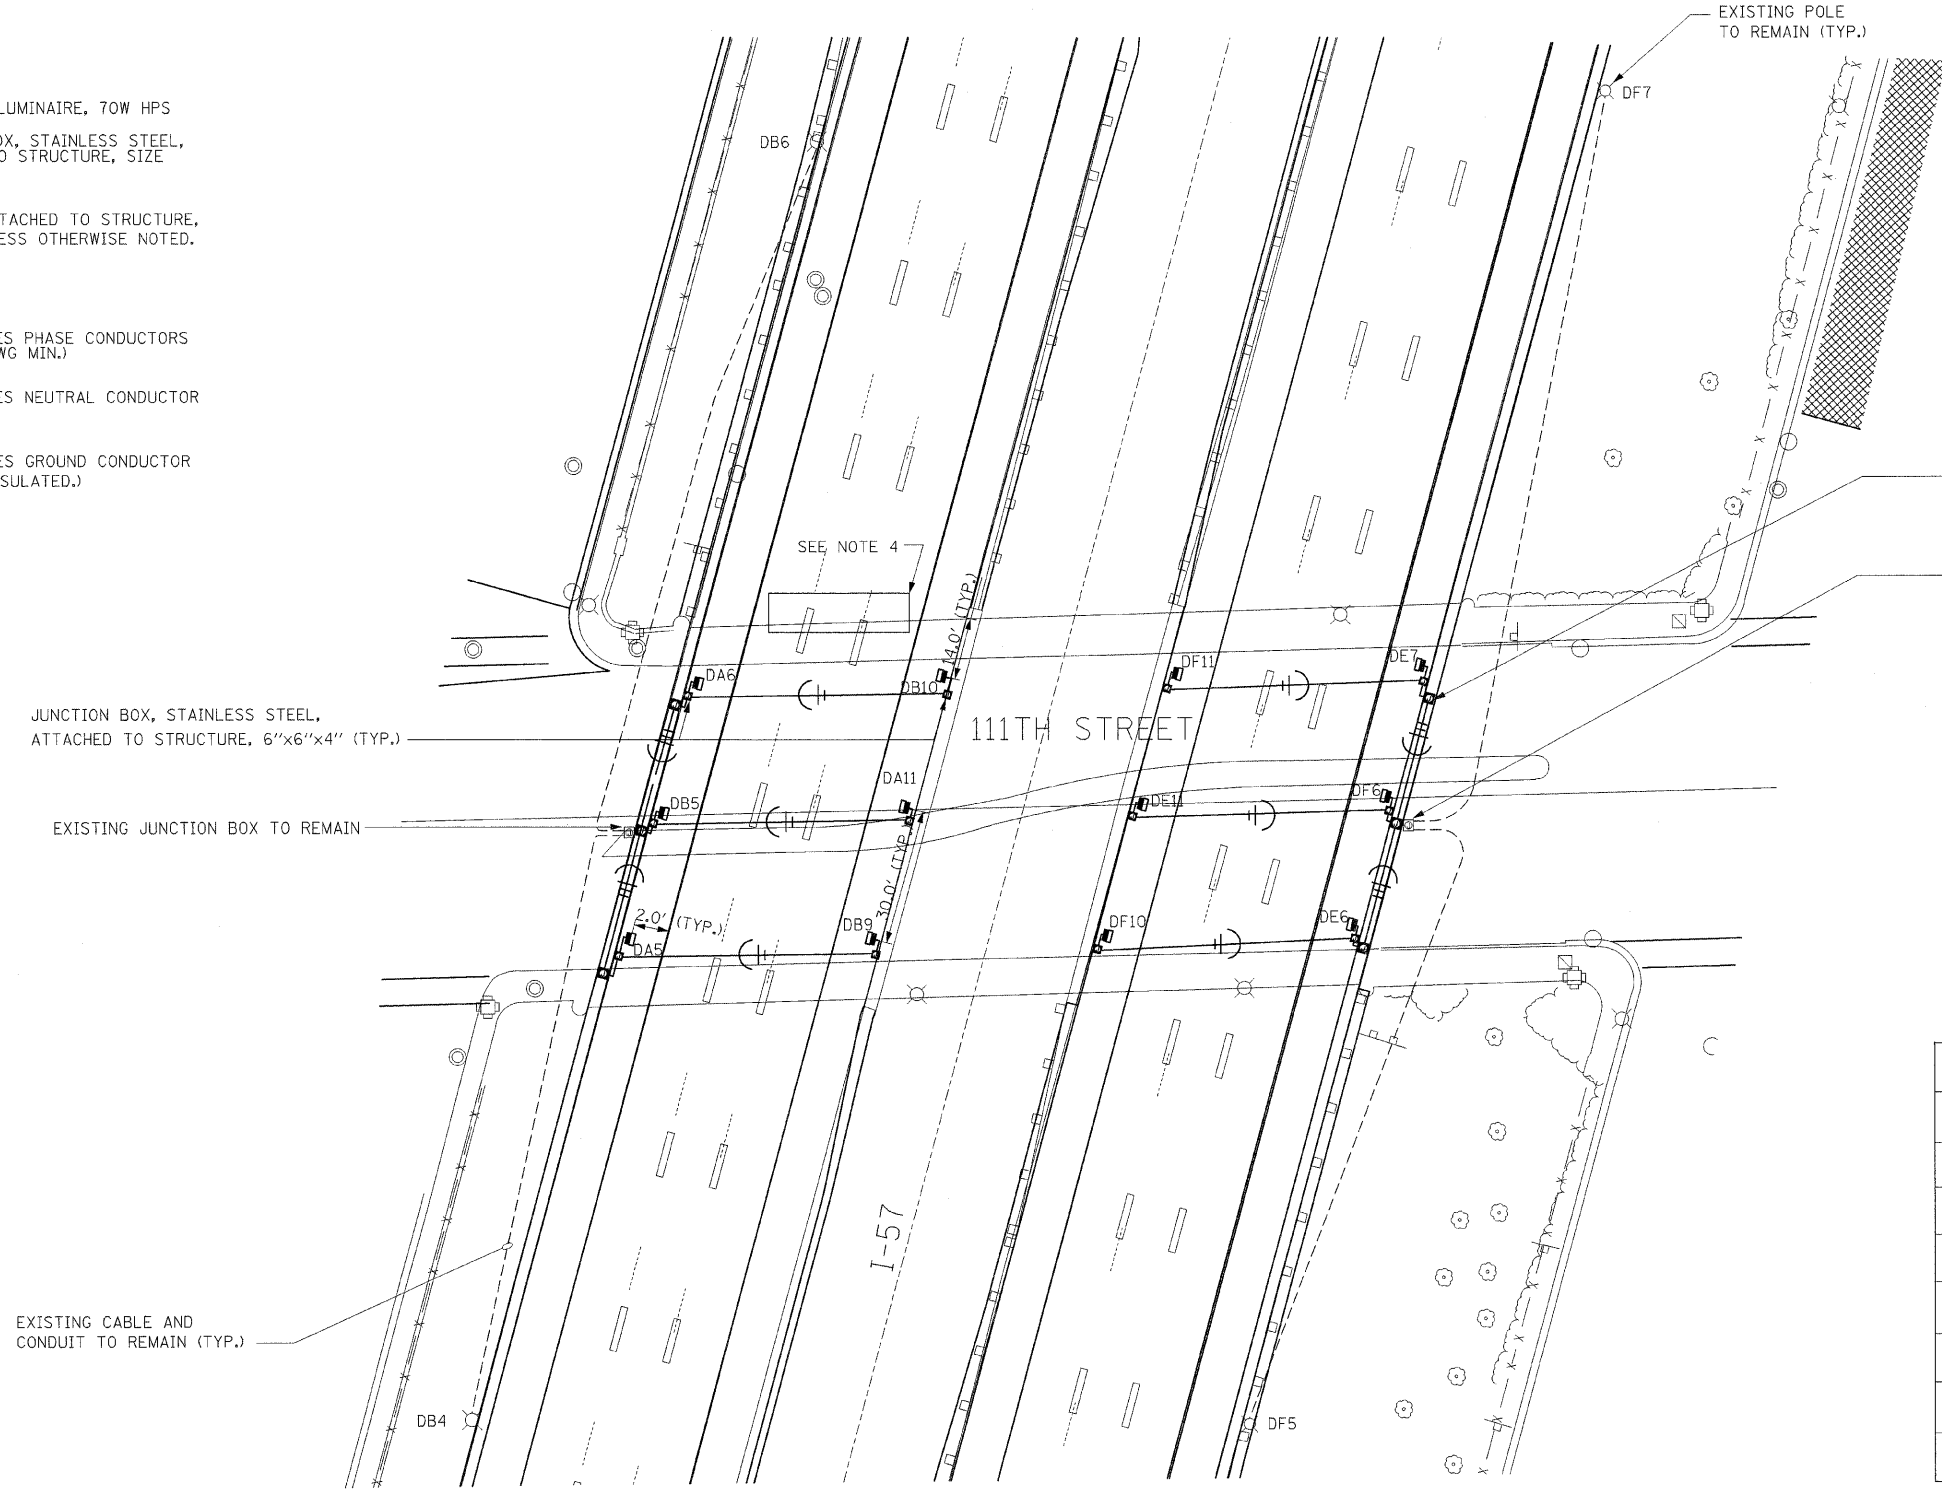 EXISTING POLE
TO REMAIN (TYP.)
DF7
LUMINAIRE, 70W HPS
OX, STAINLESS STEEL,
O STRUCTURE, SIZE
TTACHED TO STRUCTURE,
ESS OTHERWISE NOTED.
ES PHASE CONDUCTORS
WG MIN.)
ES NEUTRAL CONDUCTOR
ES GROUND CONDUCTOR
SULATED.)
DB6
SEE NOTE 4
14.0' (TYP.)
DA6
DB10
DF11
DE7
JUNCTION BOX, STAINLESS STEEL,
ATTACHED TO STRUCTURE, 6''x6''x4'' (TYP.)
111TH STREET
DA11
DB5
DE11
DF6
EXISTING JUNCTION BOX TO REMAIN
30.0' (TYP.)
2.0' (TYP.)
DB9
DF10
DE6
DA5
I-57
EXISTING CABLE AND
CONDUIT TO REMAIN (TYP.)
DB4
DF5